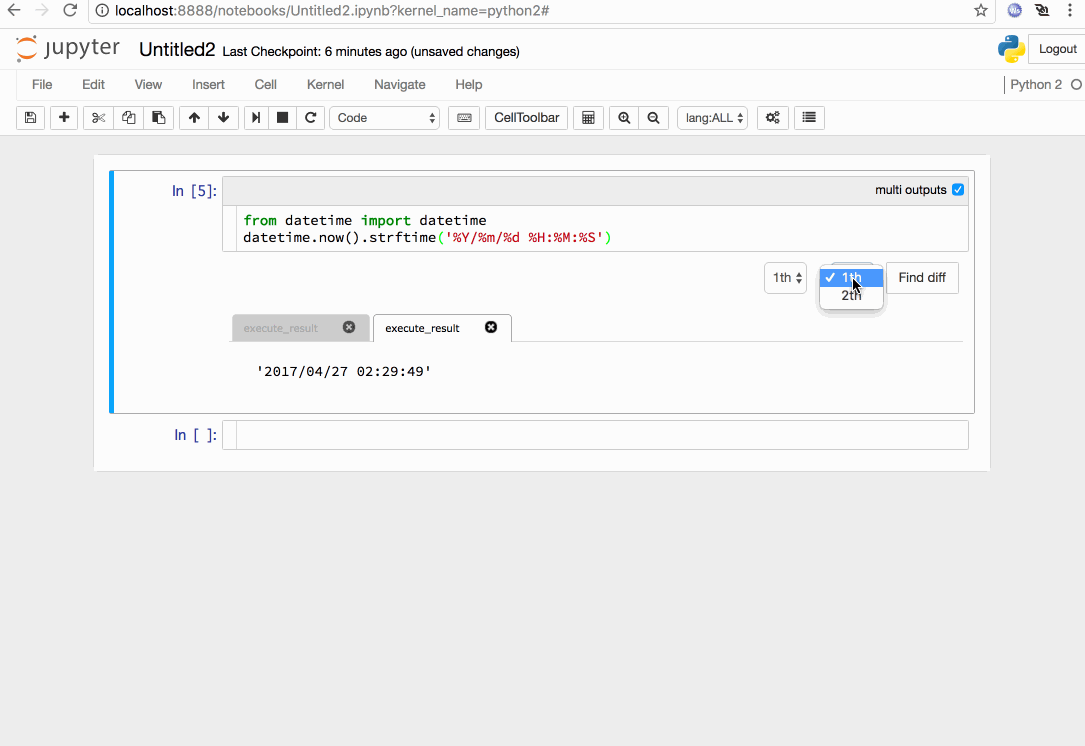 localhost:8888/notebooks/Untitled2.ipynb?kernel_name=python2#
jupyter Untitled2 Last Checkpoint: 6 minutes ago (unsaved changes) Logout
File Edit View Insert Cell Kernel Navigate Help Python 2
Code CellToolbar lang:ALL
In [5]: multi outputs
from datetime import datetime
datetime.now().strftime('%Y/%m/%d %H:%M:%S')
1th 1th Find diff
2th
execute_result execute_result
'2017/04/27 02:29:49'
In [ ]: